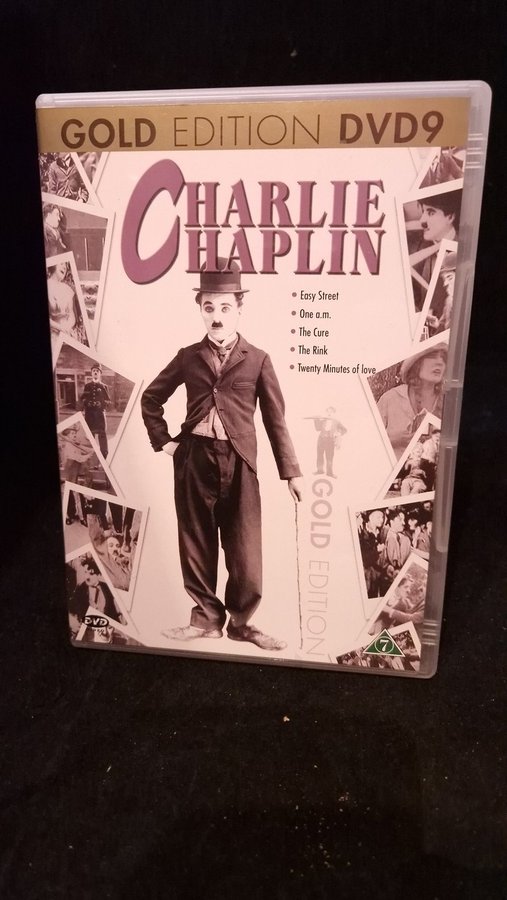 GOLD EDITION DVD9
CHARLIE
CHAPLIN
• Easy Street
• One a.m.
• The Cure
• The Rink
• Twenty Minutes of love
GOLD EDITION
DVD
7